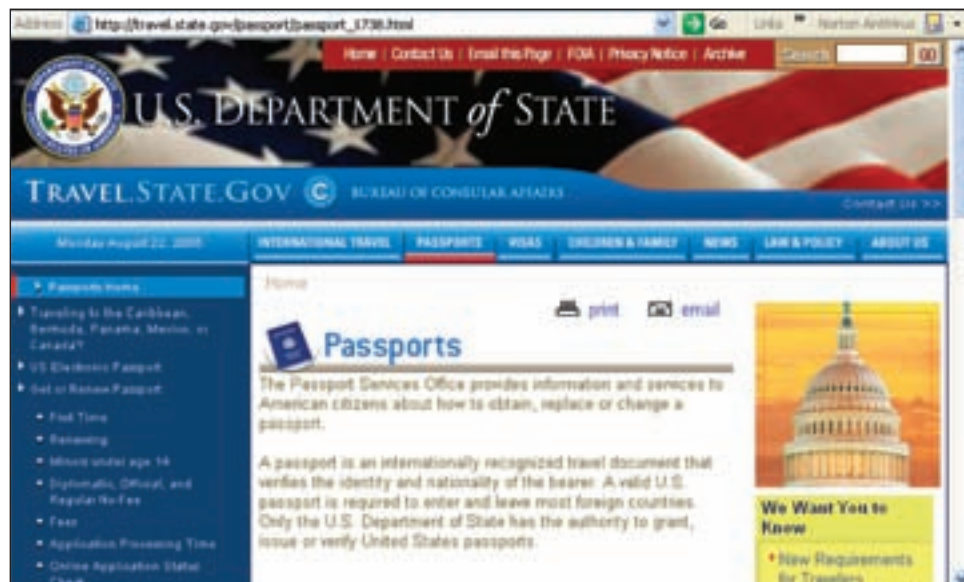 Address http://travel.state.gov/passport/passport_1738.html Go Links Norton AntiVirus
Home | Contact Us | Email this Page | FOIA | Privacy Notice | Archive Search GO
U.S. DEPARTMENT of STATE
TRAVEL.STATE.GOV C BUREAU OF CONSULAR AFFAIRS
Contact Us >>
Monday August 22, 2005 INTERNATIONAL TRAVEL PASSPORTS VISAS CHILDREN & FAMILY NEWS LAW & POLICY ABOUT US
Passports Home
Traveling to the Caribbean,
Bermuda, Panama, Mexico, or
Canada?
US Electronic Passport
Get or Renew Passport
First Time
Renewing
Minors under age 14
Diplomatic, Official, and
Regular No-Fee
Fees
Application Processing Time
Online Application Status
Check
Home
print email
Passports
The Passport Services Office provides information and services to
American citizens about how to obtain, replace or change a
passport.
A passport is an internationally recognized travel document that
verifies the identity and nationality of the bearer. A valid U.S.
passport is required to enter and leave most foreign countries.
Only the U.S. Department of State has the authority to grant,
issue or verify United States passports.
We Want You to
Know
New Requirements
for Travelers